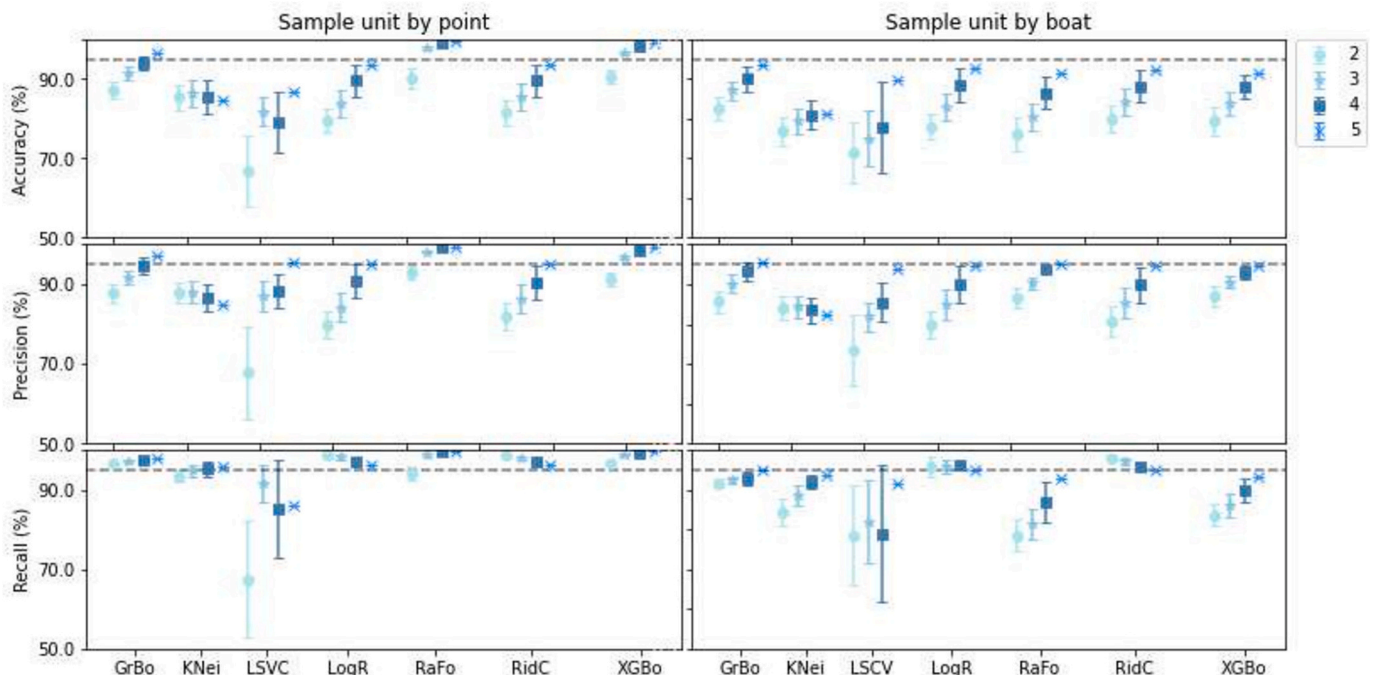 Sample unit by point
Sample unit by boat
Accuracy (%)
90.0
70.0
50.0
2
3
4
5
Precision (%)
90.0
70.0
50.0
Recall (%)
90.0
70.0
50.0
GrBo KNei LSVC LogR RaFo RidC XGBo
GrBo KNei LSCV LogR RaFo RidC XGBo